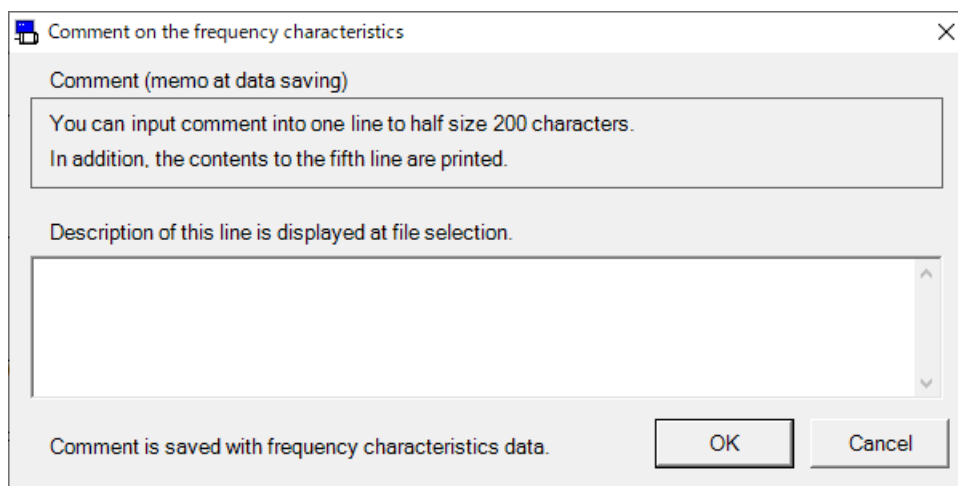 Comment on the frequency characteristics
Comment (memo at data saving)
You can input comment into one line to half size 200 characters.
In addition, the contents to the fifth line are printed.
Description of this line is displayed at file selection.
Comment is saved with frequency characteristics data.
OK
Cancel